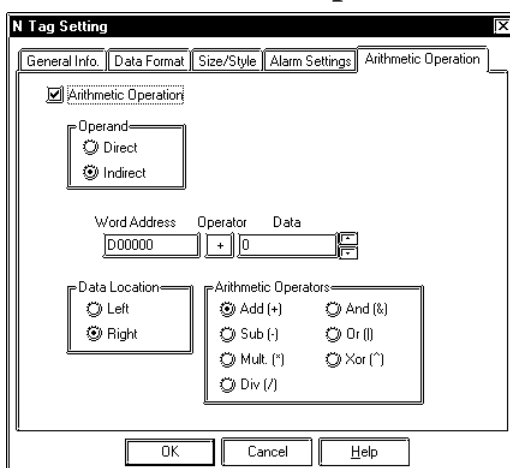 N Tag Setting
General Info. Data Format Size/Style Alarm Settings Arithmetic Operation
Arithmetic Operation
Operand
Direct
Indirect
Word Address Operator Data
D00000 + 0
Data Location
Left
Right
Arithmetic Operators
Add (+) And (&)
Sub (-) Or (|)
Mult. (*) Xor (^)
Div (/)
OK Cancel Help